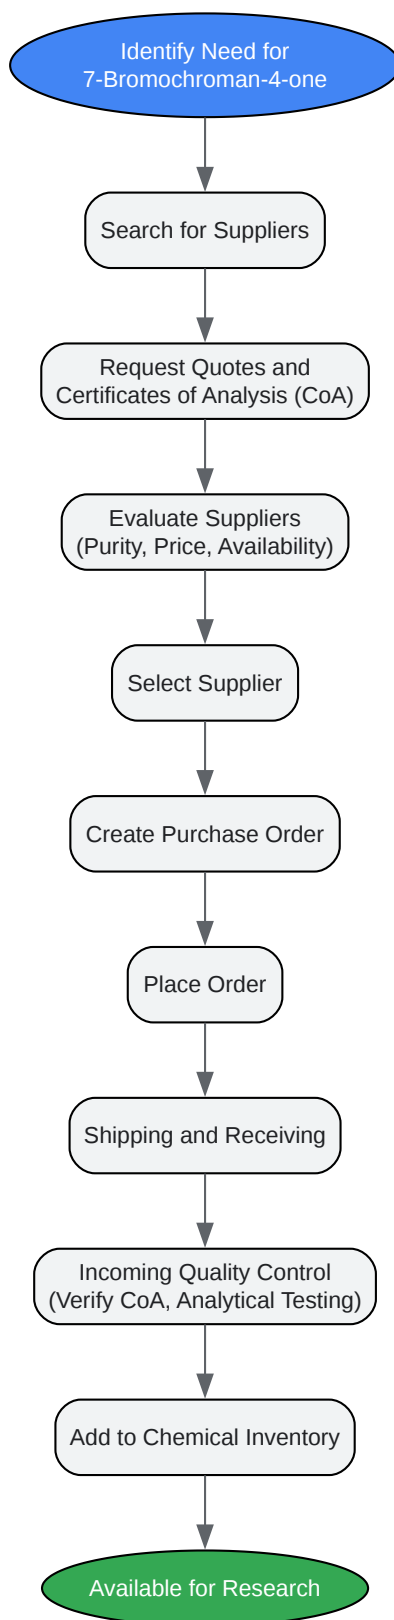 Identify Need for
7-Bromochroman-4-one
Search for Suppliers
Request Quotes and
Certificates of Analysis (CoA)
Evaluate Suppliers
(Purity, Price, Availability)
Select Supplier
Create Purchase Order
Place Order
Shipping and Receiving
Incoming Quality Control
(Verify CoA, Analytical Testing)
Add to Chemical Inventory
Available for Research